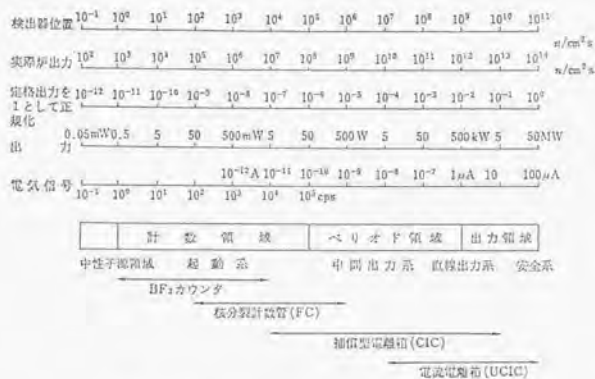 検出器位置 10⁻¹ 10⁰ 10¹ 10² 10³ 10⁴ 10⁵ 10⁶ 10⁷ 10⁸ 10⁹ 10¹⁰ 10¹¹
n/cm²s
実際炉出力 10² 10³ 10⁴ 10⁵ 10⁶ 10⁷ 10⁸ 10⁹ 10¹⁰ 10¹¹ 10¹² 10¹³ 10¹⁴
n/cm²s
定格出力を 10⁻¹² 10⁻¹¹ 10⁻¹⁰ 10⁻⁹ 10⁻⁸ 10⁻⁷ 10⁻⁶ 10⁻⁵ 10⁻⁴ 10⁻³ 10⁻² 10⁻¹ 10⁰
1として正
規化
0.05mW 0.5 5 50 500mW 5 50 500W 5 50 500kW 5 50MW
出力
10⁻¹²A 10⁻¹¹ 10⁻¹⁰ 10⁻⁹ 10⁻⁸ 10⁻⁷ 1μA 10 100μA
電気信号
10⁻¹ 10⁰ 10¹ 10² 10³ 10⁴ 10⁵cps
計数領域 ペリオド領域 出力領域
中性子源領域 起動系 中間出力系 直線出力系 安全系
BF₃カウンタ
核分裂計数管(FC)
補償型電離箱(CIC)
電流電離箱(UCIC)